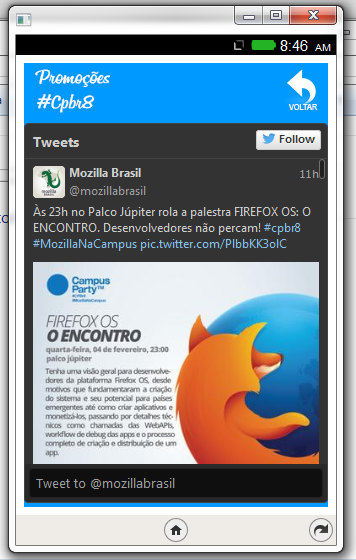 8:46 AM
Promoções
#Cpbr8
VOLTAR
Tweets
Follow
Mozilla Brasil
11h
@mozillabrasil
Às 23h no Palco Júpiter rola a palestra FIREFOX OS: O
ENCONTRO. Desenvolvedores não percam! #cpbr8
#MozillaNaCampus pic.twitter.com/PIbbKK3oIC
Campus
Party™
#MozillaNaCampus
FIREFOX OS
O ENCONTRO
quarta-feira, 04 de fevereiro, 23:00
palco júpiter
Tenha uma visão geral para desenvolve-
dores da plataforma Firefox OS, desde
motivos que fundamentaram a criação
do sistema e seu potencial para países
emergentes até como criar aplicativos e
monetizá-los, passando por detalhes téc-
nicos como chamadas das WebAPIs,
workflow de debug das apps e o processo
completo de criação e distribuição de um
app.
Tweet to @mozillabrasil